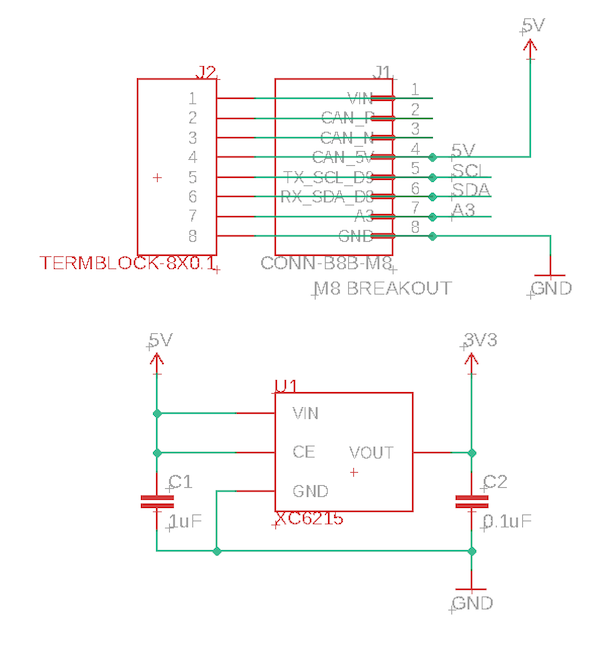 5V
J2
J1
1
VIN
1
2
CAN_P
2
3
CAN_N
3
4
CAN_5V
4
5V
5
TX_SCL_D9
5
SCL
6
RX_SDA_D8
6
SDA
7
A3
7
A3
8
GND
8
TERMBLOCK-8X0.1
CONN-B8B-M8
M8 BREAKOUT
GND
5V
3V3
U1
VIN
CE
VOUT
GND
C1
1uF
C2
0.1uF
XC6215
GND